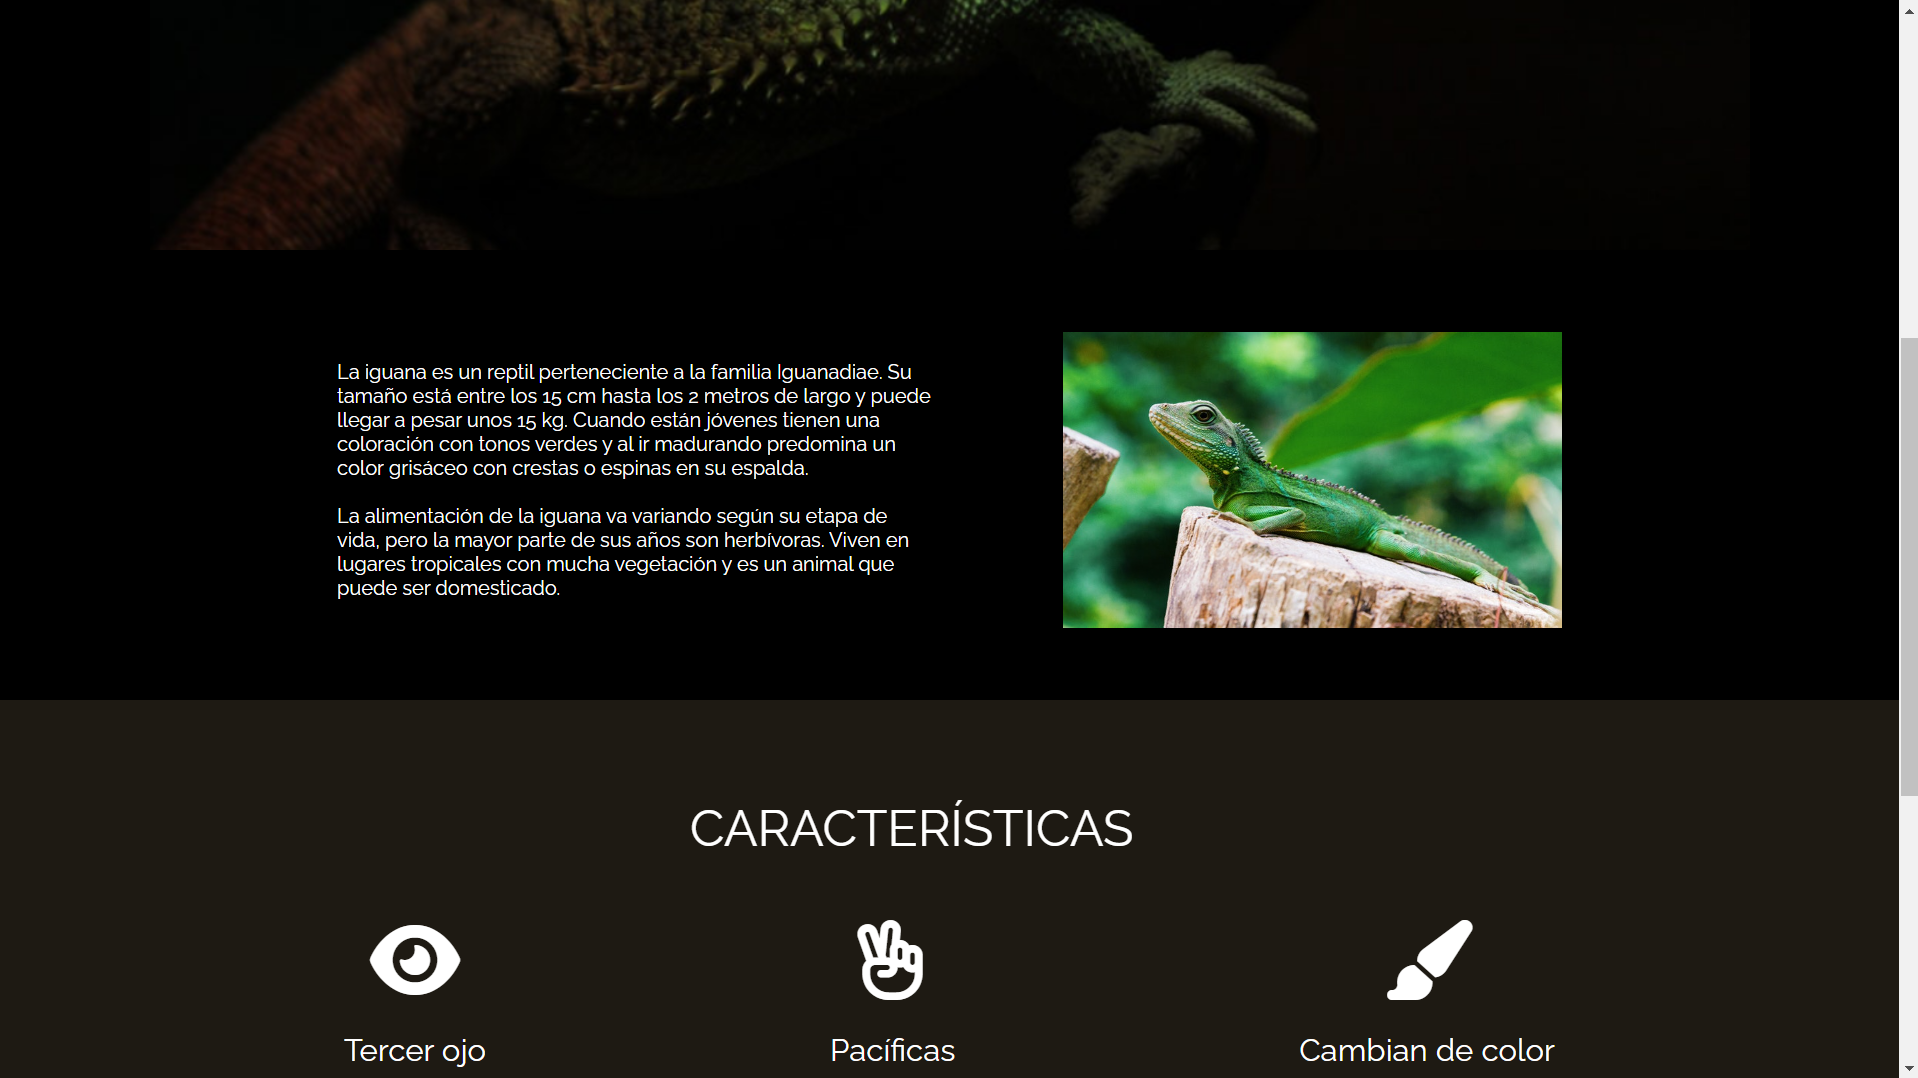 La iguana es un reptil perteneciente a la familia Iguanadiae. Su
tamaño está entre los 15 cm hasta los 2 metros de largo y puede
llegar a pesar unos 15 kg. Cuando están jóvenes tienen una
coloración con tonos verdes y al ir madurando predomina un
color grisáceo con crestas o espinas en su espalda.
La alimentación de la iguana va variando según su etapa de
vida, pero la mayor parte de sus años son herbívoras. Viven en
lugares tropicales con mucha vegetación y es un animal que
puede ser domesticado.
CARACTERÍSTICAS
Tercer ojo
Pacíficas
Cambian de color